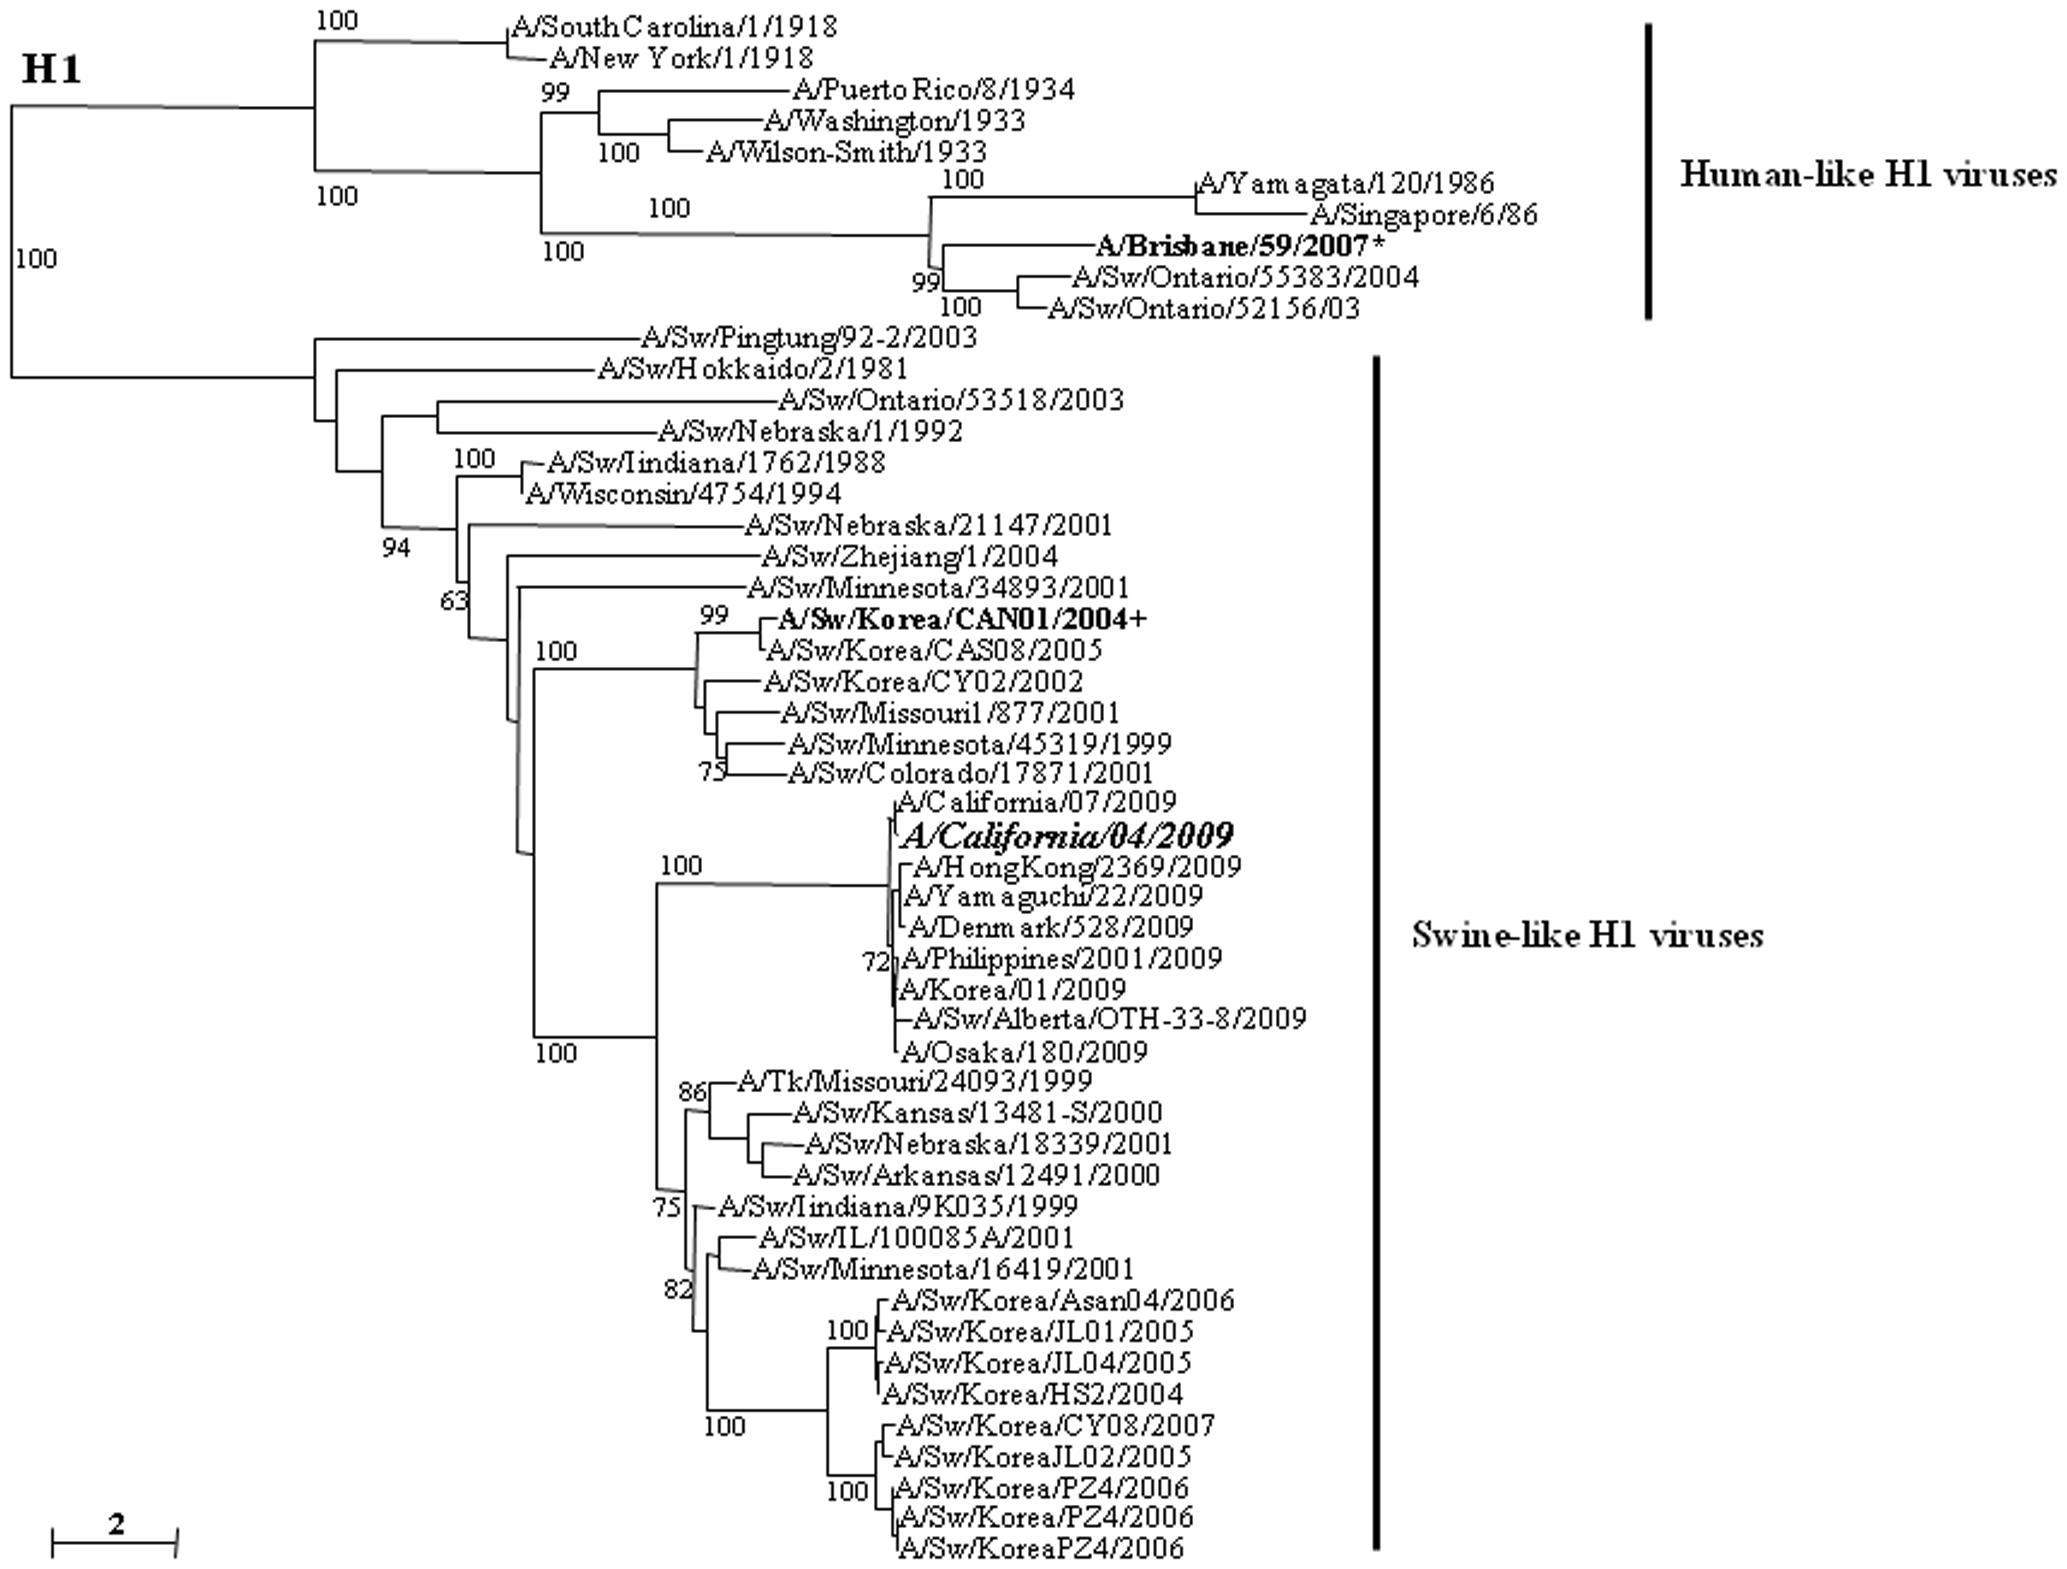 100
A/South Carolina/1/1918
H1
A/New York/1/1918
99
A/Puerto Rico/8/1934
A/Washington/1933
100
A/Wilson-Smith/1933
Human-like H1 viruses
100
A/Yamagata/120/1986
100
100
A/Singapore/6/86
100
A/Brisbane/59/2007*
100
99
A/Sw/Ontario/55383/2004
100
A/Sw/Ontario/52156/03
A/Sw/Pingtung/92-2/2003
A/Sw/Hokkaido/2/1981
A/Sw/Ontario/53518/2003
A/Sw/Nebraska/1/1992
100
A/Sw/Iindiana/1762/1988
A/Wisconsin/4754/1994
A/Sw/Nebraska/21147/2001
94
A/Sw/Zhejiang/1/2004
63
A/Sw/Minnesota/34893/2001
99
A/Sw/Korea/CAN01/2004+
100
A/Sw/Korea/CAS08/2005
A/Sw/Korea/CY02/2002
A/Sw/Missouri1/877/2001
A/Sw/Minnesota/45319/1999
75
A/Sw/Colorado/17871/2001
A/California/07/2009
A/California/04/2009
100
A/HongKong/2369/2009
A/Yamaguchi/22/2009
A/Denmark/528/2009
Swine-like H1 viruses
72
A/Philippines/2001/2009
A/Korea/01/2009
A/Sw/Alberta/OTH-33-8/2009
100
A/Osaka/180/2009
86
A/Tk/Missouri/24093/1999
A/Sw/Kansas/13481-S/2000
A/Sw/Nebraska/18339/2001
A/Sw/Arkansas/12491/2000
75
A/Sw/Iindiana/9K035/1999
A/Sw/IL/100085A/2001
A/Sw/Minnesota/16419/2001
82
A/Sw/Korea/Asan04/2006
100
A/Sw/Korea/JL01/2005
A/Sw/Korea/JL04/2005
A/Sw/Korea/HS2/2004
100
A/Sw/Korea/CY08/2007
A/Sw/KoreaJL02/2005
100
A/Sw/Korea/PZ4/2006
A/Sw/Korea/PZ4/2006
A/Sw/KoreaPZ4/2006
2